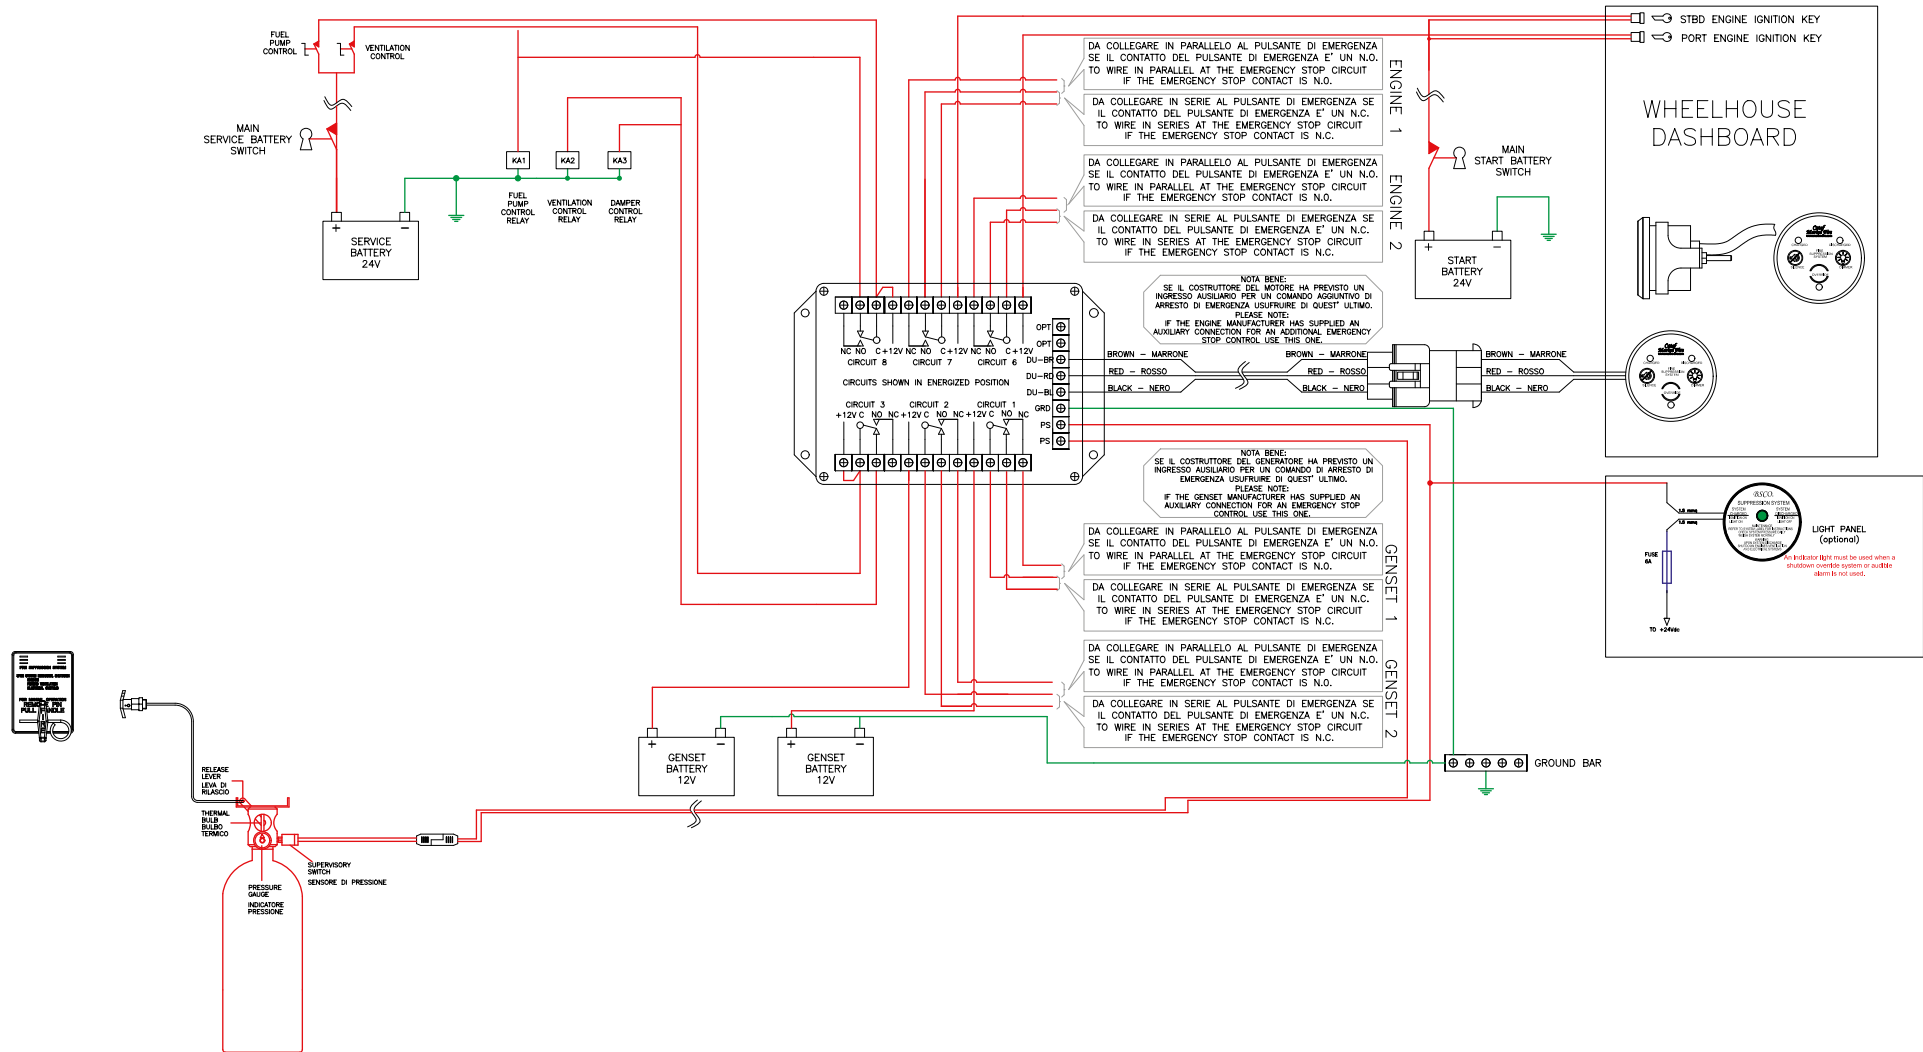 FUEL
PUMP
CONTROL
VENTILATION
CONTROL
MAIN
SERVICE BATTERY
SWITCH
+ −
SERVICE
BATTERY
24V
KA1
KA2
KA3
FUEL
PUMP
CONTROL
RELAY
VENTILATION
CONTROL
RELAY
DAMPER
CONTROL
RELAY
DA COLLEGARE IN PARALLELO AL PULSANTE DI EMERGENZA
SE IL CONTATTO DEL PULSANTE DI EMERGENZA E' UN N.O.
TO WIRE IN PARALLEL AT THE EMERGENCY STOP CIRCUIT
IF THE EMERGENCY STOP CONTACT IS N.O.
DA COLLEGARE IN SERIE AL PULSANTE DI EMERGENZA SE
IL CONTATTO DEL PULSANTE DI EMERGENZA E' UN N.C.
TO WIRE IN SERIES AT THE EMERGENCY STOP CIRCUIT
IF THE EMERGENCY STOP CONTACT IS N.C.
ENGINE 1
DA COLLEGARE IN PARALLELO AL PULSANTE DI EMERGENZA
SE IL CONTATTO DEL PULSANTE DI EMERGENZA E' UN N.O.
TO WIRE IN PARALLEL AT THE EMERGENCY STOP CIRCUIT
IF THE EMERGENCY STOP CONTACT IS N.O.
DA COLLEGARE IN SERIE AL PULSANTE DI EMERGENZA SE
IL CONTATTO DEL PULSANTE DI EMERGENZA E' UN N.C.
TO WIRE IN SERIES AT THE EMERGENCY STOP CIRCUIT
IF THE EMERGENCY STOP CONTACT IS N.C.
ENGINE 2
MAIN
START BATTERY
SWITCH
+ −
START
BATTERY
24V
STBD ENGINE IGNITION KEY
PORT ENGINE IGNITION KEY
WHEELHOUSE
DASHBOARD
NOTA BENE:
SE IL COSTRUTTORE DEL MOTORE HA PREVISTO UN
INGRESSO AUSILIARIO PER UN COMANDO AGGIUNTIVO DI
ARRESTO DI EMERGENZA USUFRUIRE DI QUEST' ULTIMO.
PLEASE NOTE:
IF THE ENGINE MANUFACTURER HAS SUPPLIED AN
AUXILIARY CONNECTION FOR AN ADDITIONAL EMERGENCY
STOP CONTROL USE THIS ONE.
NC NO C +12V NC NO C +12V NC NO C +12V
CIRCUIT 8 CIRCUIT 7 CIRCUIT 6
CIRCUITS SHOWN IN ENERGIZED POSITION
CIRCUIT 3 CIRCUIT 2 CIRCUIT 1
+12V C NO NC +12V C NO NC +12V C NO NC
OPT
OPT
DU-BR
DU-RD
DU-BL
GRD
PS
PS
BROWN - MARRONE BROWN - MARRONE BROWN - MARRONE
RED - ROSSO RED - ROSSO RED - ROSSO
BLACK - NERO BLACK - NERO BLACK - NERO
NOTA BENE:
SE IL COSTRUTTORE DEL GENERATORE HA PREVISTO UN
INGRESSO AUSILIARIO PER UN COMANDO DI ARRESTO DI
EMERGENZA USUFRUIRE DI QUEST' ULTIMO.
PLEASE NOTE:
IF THE GENSET MANUFACTURER HAS SUPPLIED AN
AUXILIARY CONNECTION FOR AN EMERGENCY STOP
CONTROL USE THIS ONE.
DA COLLEGARE IN PARALLELO AL PULSANTE DI EMERGENZA
SE IL CONTATTO DEL PULSANTE DI EMERGENZA E' UN N.O.
TO WIRE IN PARALLEL AT THE EMERGENCY STOP CIRCUIT
IF THE EMERGENCY STOP CONTACT IS N.O.
DA COLLEGARE IN SERIE AL PULSANTE DI EMERGENZA SE
IL CONTATTO DEL PULSANTE DI EMERGENZA E' UN N.C.
TO WIRE IN SERIES AT THE EMERGENCY STOP CIRCUIT
IF THE EMERGENCY STOP CONTACT IS N.C.
GENSET 1
DA COLLEGARE IN PARALLELO AL PULSANTE DI EMERGENZA
SE IL CONTATTO DEL PULSANTE DI EMERGENZA E' UN N.O.
TO WIRE IN PARALLEL AT THE EMERGENCY STOP CIRCUIT
IF THE EMERGENCY STOP CONTACT IS N.O.
DA COLLEGARE IN SERIE AL PULSANTE DI EMERGENZA SE
IL CONTATTO DEL PULSANTE DI EMERGENZA E' UN N.C.
TO WIRE IN SERIES AT THE EMERGENCY STOP CIRCUIT
IF THE EMERGENCY STOP CONTACT IS N.C.
GENSET 2
BSCO.
SUPPRESSION SYSTEM
1.5 mmq
1.5 mmq
LIGHT PANEL
(optional)
An indicator light must be used when a
shutdown override system or audible
alarm is not used.
FUSE
6A
TO +24Vdc
+ −
GENSET
BATTERY
12V
+ −
GENSET
BATTERY
12V
GROUND BAR
REMOVE PIN
PULL HANDLE
RELEASE
LEVER
LEVA DI
RILASCIO
THERMAL
BULB
BULBO
TERMICO
SUPERVISORY
SWITCH
SENSORE DI PRESSIONE
PRESSURE
GAUGE
INDICATORE
PRESSIONE